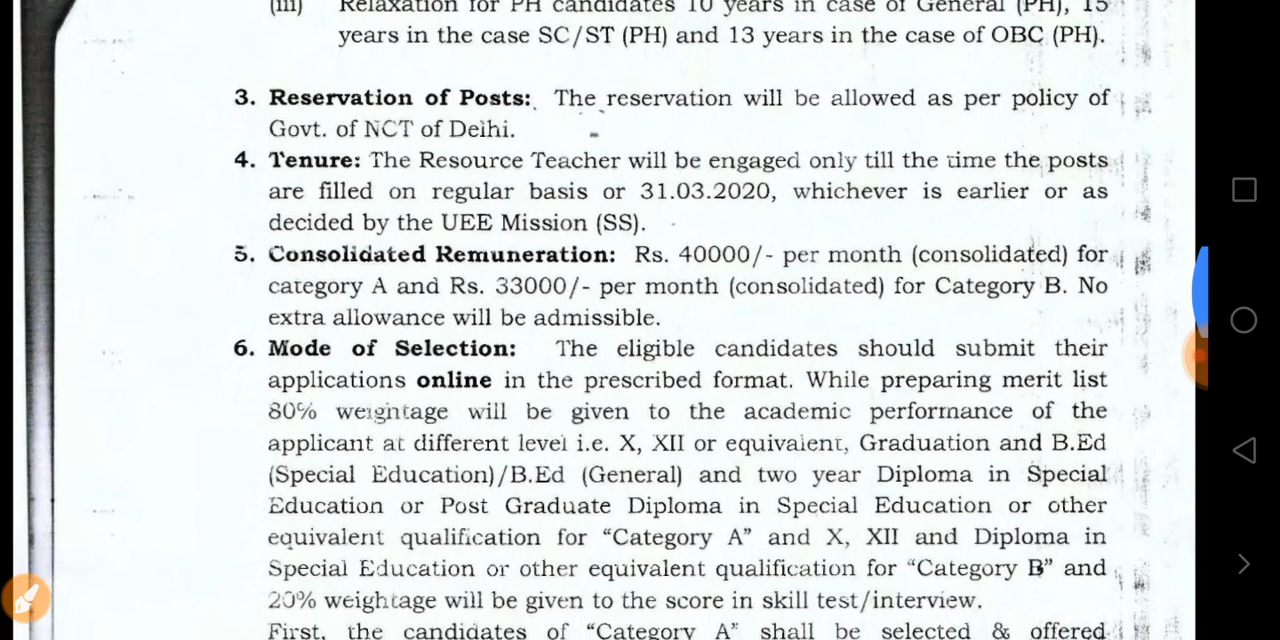 (iii) Relaxation for PH candidates 10 years in case of General (PH), 15
years in the case SC/ST (PH) and 13 years in the case of OBC (PH).
3. Reservation of Posts: The reservation will be allowed as per policy of
Govt. of NCT of Delhi.
4. Tenure: The Resource Teacher will be engaged only till the time the posts
are filled on regular basis or 31.03.2020, whichever is earlier or as
decided by the UEE Mission (SS).
5. Consolidated Remuneration: Rs. 40000/- per month (consolidated) for
category A and Rs. 33000/- per month (consolidated) for Category B. No
extra allowance will be admissible.
6. Mode of Selection: The eligible candidates should submit their
applications online in the prescribed format. While preparing merit list
80% weightage will be given to the academic performance of the
applicant at different level i.e. X, XII or equivalent, Graduation and B.Ed
(Special Education)/B.Ed (General) and two year Diploma in Special
Education or Post Graduate Diploma in Special Education or other
equivalent qualification for “Category A” and X, XII and Diploma in
Special Education or other equivalent qualification for “Category B” and
20% weightage will be given to the score in skill test/interview.
First, the candidates of “Category A” shall be selected & offered